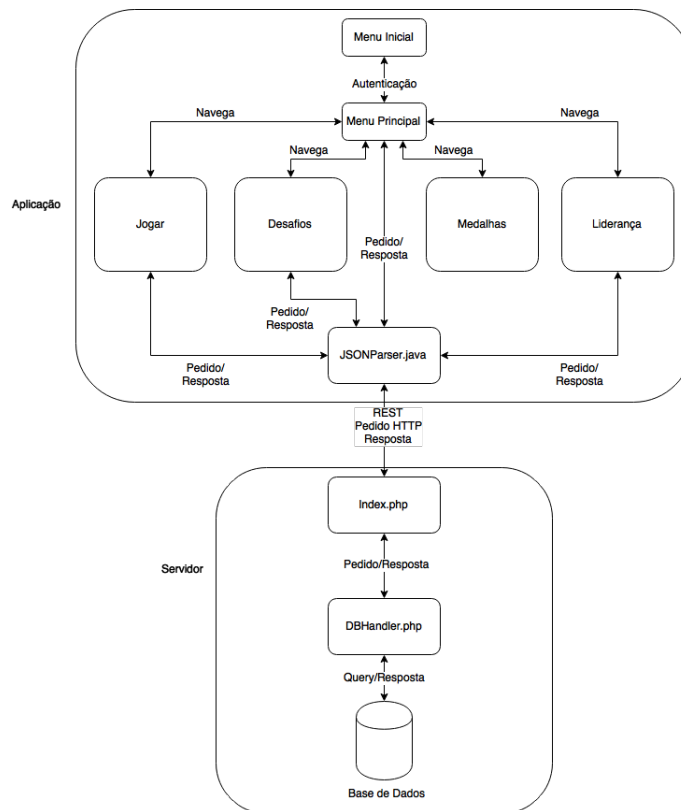 Menu Inicial
Autenticação
Navega
Menu Principal
Navega
Navega
Navega
Aplicação
Jogar
Desafios
Medalhas
Liderança
Pedido/
Resposta
Pedido/
Resposta
JSONParser.java
Pedido/
Resposta
Pedido/
Resposta
REST
Pedido HTTP
Resposta
Index.php
Servidor
Pedido/Resposta
DBHandler.php
Query/Resposta
Base de Dados